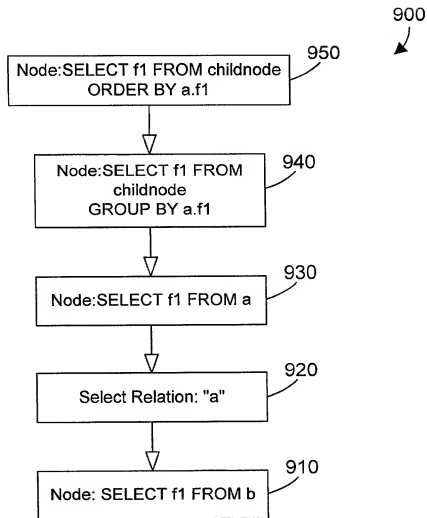 900
Node:SELECT f1 FROM childnode
ORDER BY a.f1
950
Node:SELECT f1 FROM
childnode
GROUP BY a.f1
940
Node:SELECT f1 FROM a
930
Select Relation: "a"
920
Node: SELECT f1 FROM b
910